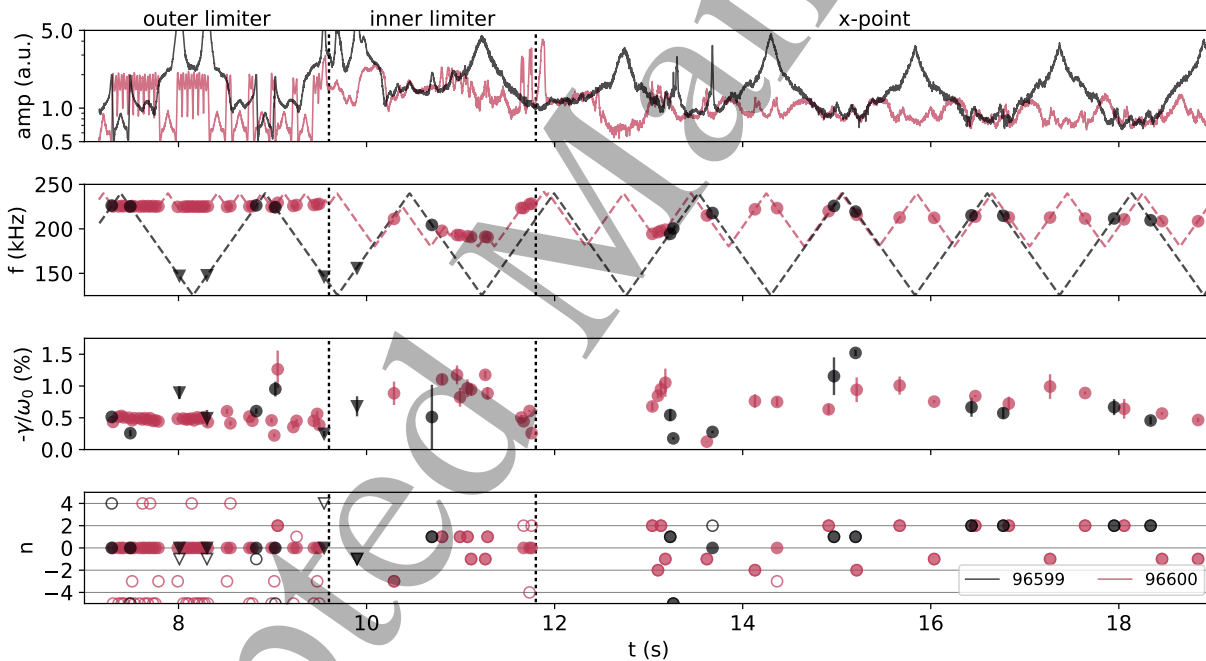 outer limiter inner limiter x-point
5.0
1.0
0.5
amp (a.u.)
250
200
150
f (kHz)
1.5
1.0
0.5
0.0
-γ/ω₀ (%)
4
2
0
−2
−4
n
96599 96600
8 10 12 14 16 18
t (s)
pted Man